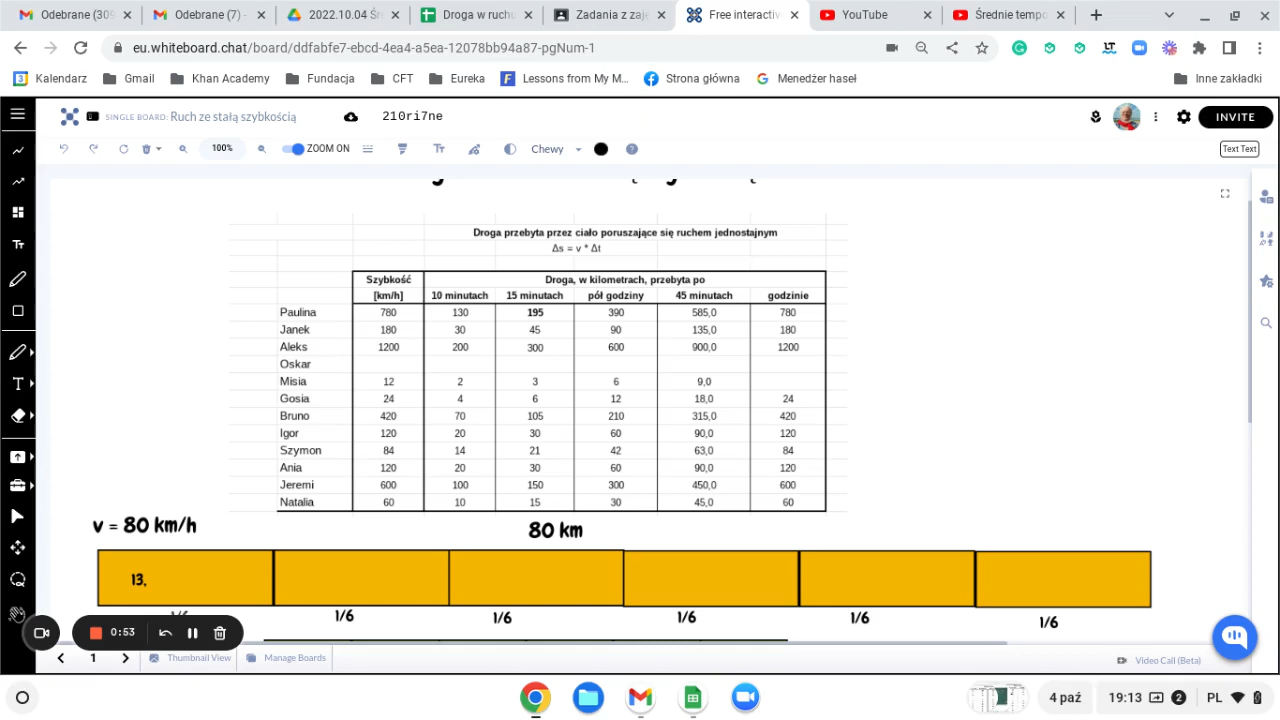 Odebrane (309
Odebrane (7) -
2022.10.04 Śr
Droga w ruchu
Zadania z zaję
Free interactiv
YouTube
Średnie tempo
eu.whiteboard.chat/board/ddfabfe7-ebcd-4ea4-a5ea-12078bb94a87-pgNum-1
Kalendarz
Gmail
Khan Academy
Fundacja
CFT
Eureka
Lessons from My M...
Strona główna
Menedżer haseł
Inne zakładki
SINGLE BOARD: Ruch ze stałą szybkością
210ri7ne
INVITE
100%
ZOOM ON
Chewy
Text Text
Droga przebyta przez ciało poruszające się ruchem jednostajnym
Δs = v * Δt
Szybkość Droga, w kilometrach, przebyta po
[km/h] 10 minutach 15 minutach pół godziny 45 minutach godzinie
Paulina 780 130 195 390 585,0 780
Janek 180 30 45 90 135,0 180
Aleks 1200 200 300 600 900,0 1200
Oskar
Misia 12 2 3 6 9,0
Gosia 24 4 6 12 18,0 24
Bruno 420 70 105 210 315,0 420
Igor 120 20 30 60 90,0 120
Szymon 84 14 21 42 63,0 84
Ania 120 20 30 60 90,0 120
Jeremi 600 100 150 300 450,0 600
Natalia 60 10 15 30 45,0 60
v = 80 km/h
80 km
13,
1/6 1/6 1/6 1/6 1/6 1/6
0:53
1
Thumbnail View
Manage Boards
Video Call (Beta)
4 paź
19:13
2
PL